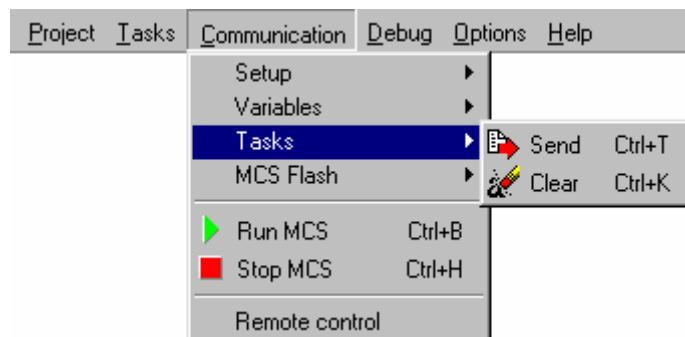 Project Tasks Communication Debug Options Help
Setup
Variables
Tasks
Send Ctrl+T
MCS Flash
Clear Ctrl+K
Run MCS Ctrl+B
Stop MCS Ctrl+H
Remote control